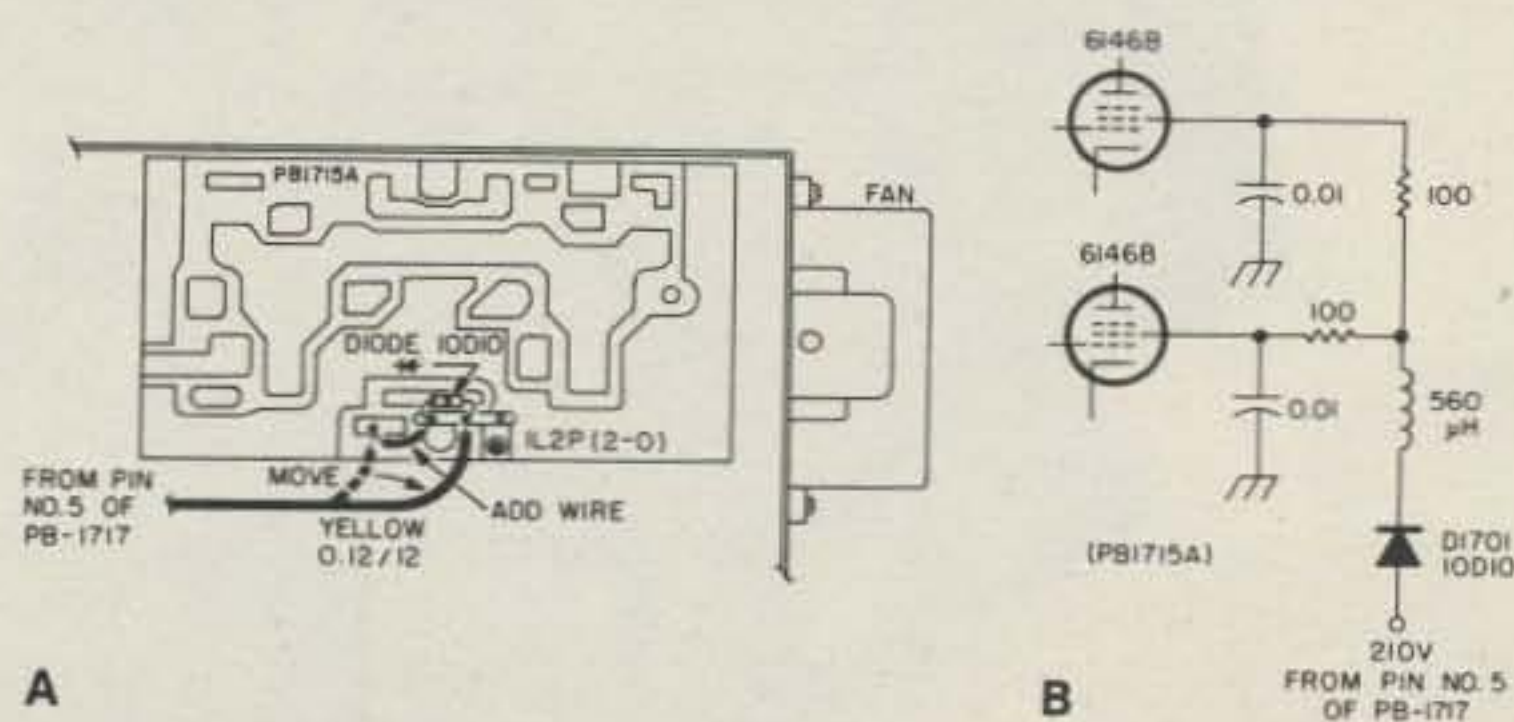 PB1715A
FAN
DIODE 10D10
1L2P(2-0)
FROM PIN
NO. 5 OF
PB-1717
MOVE
ADD WIRE
YELLOW
0.12/12
A
6146B
0.01
100
6146B
100
0.01
560
μH
(PB1715A)
D1701
10D10
210V
FROM PIN NO. 5
OF PB-1717
B